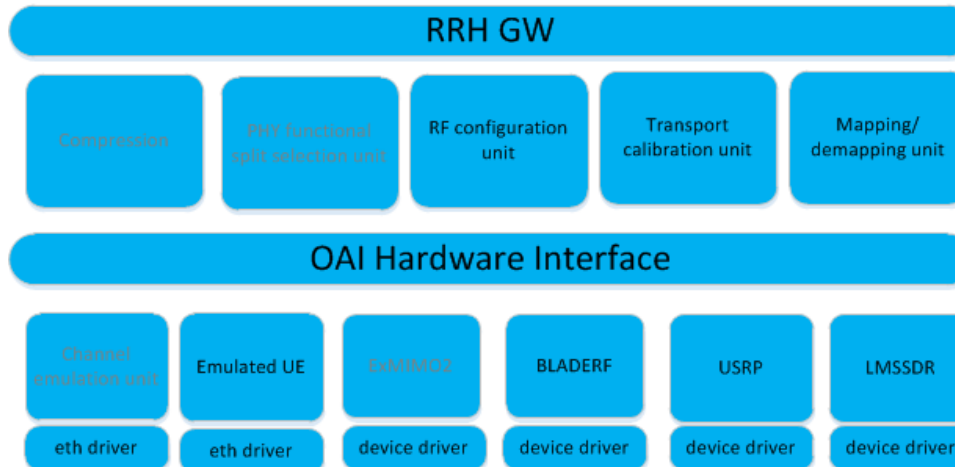 RRH GW
Compression
PHY functional
split selection unit
RF configuration
unit
Transport
calibration unit
Mapping/
demapping unit
OAI Hardware Interface
Channel
emulation unit
Emulated UE
ExMIMO2
BLADERF
USRP
LMSSDR
eth driver
eth driver
device driver
device driver
device driver
device driver